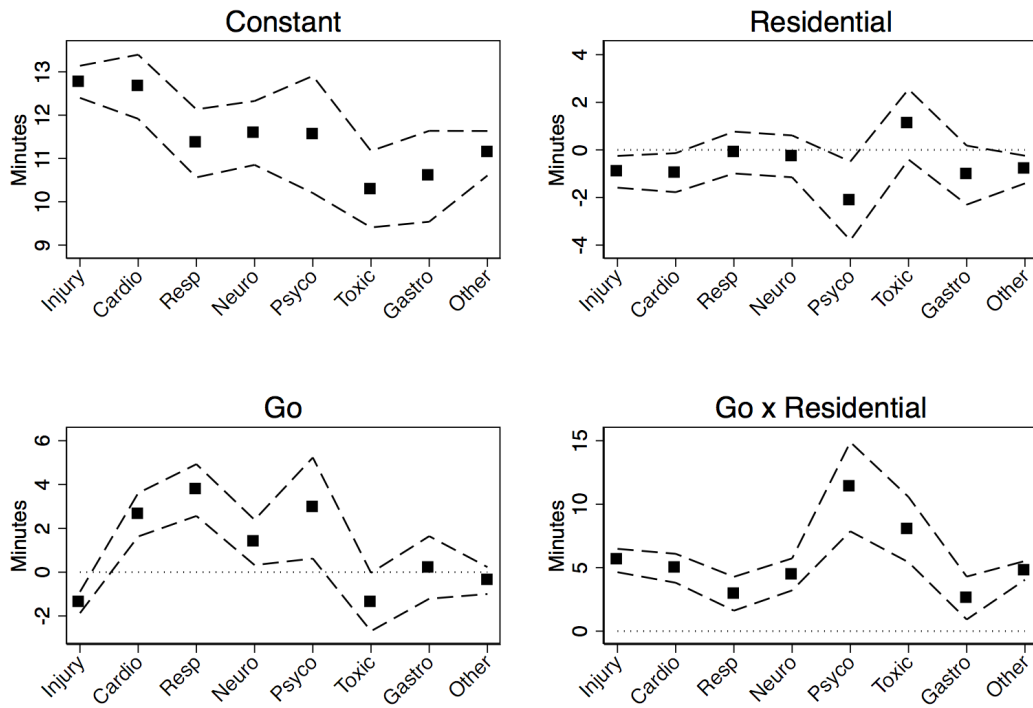 Constant
Minutes
13
12
11
10
9
Injury
Cardio
Resp
Neuro
Psyco
Toxic
Gastro
Other
Residential
Minutes
4
2
0
-2
-4
Injury
Cardio
Resp
Neuro
Psyco
Toxic
Gastro
Other
Go
Minutes
6
4
2
0
-2
Injury
Cardio
Resp
Neuro
Psyco
Toxic
Gastro
Other
Go x Residential
Minutes
15
10
5
0
Injury
Cardio
Resp
Neuro
Psyco
Toxic
Gastro
Other